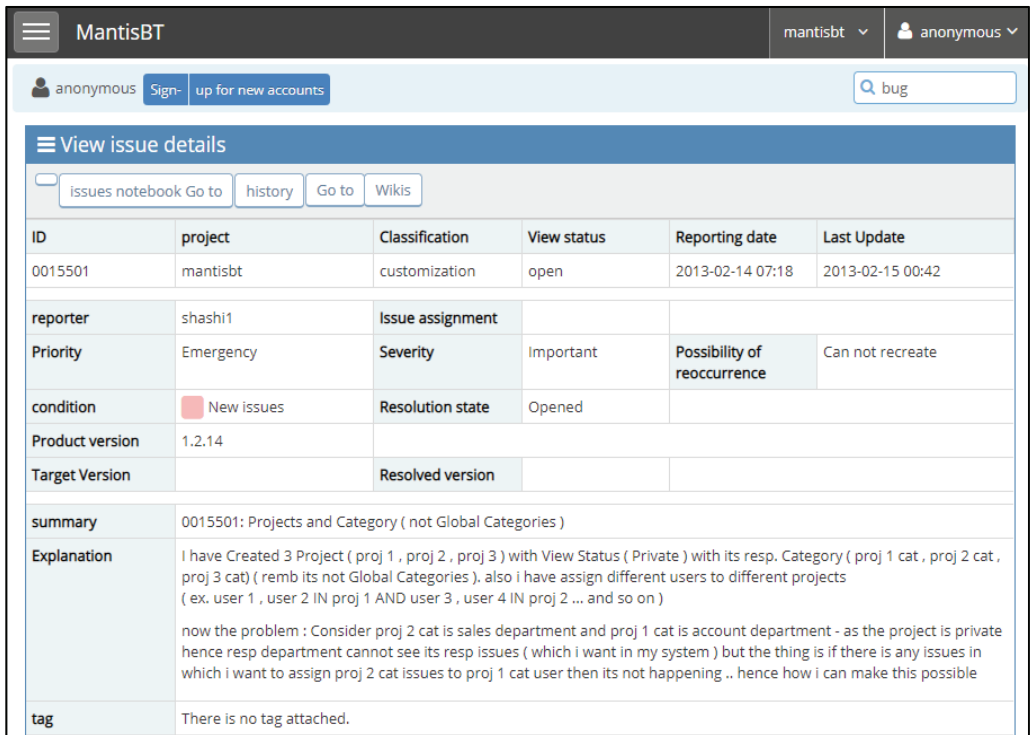 MantisBT mantisbt anonymous
anonymous Sign- up for new accounts bug
View issue details
issues notebook Go to history Go to Wikis
ID project Classification View status Reporting date Last Update
0015501 mantisbt customization open 2013-02-14 07:18 2013-02-15 00:42
reporter shashi1 Issue assignment
Priority Emergency Severity Important Possibility of Can not recreate
reoccurrence
condition New issues Resolution state Opened
Product version 1.2.14
Target Version Resolved version
summary 0015501: Projects and Category ( not Global Categories )
Explanation I have Created 3 Project ( proj 1 , proj 2 , proj 3 ) with View Status ( Private ) with its resp. Category ( proj 1 cat , proj 2 cat ,
proj 3 cat) ( remb its not Global Categories ). also i have assign different users to different projects
( ex. user 1 , user 2 IN proj 1 AND user 3 , user 4 IN proj 2 ... and so on )
now the problem : Consider proj 2 cat is sales department and proj 1 cat is account department - as the project is private
hence resp department cannot see its resp issues ( which i want in my system ) but the thing is if there is any issues in
which i want to assign proj 2 cat issues to proj 1 cat user then its not happening .. hence how i can make this possible
tag There is no tag attached.